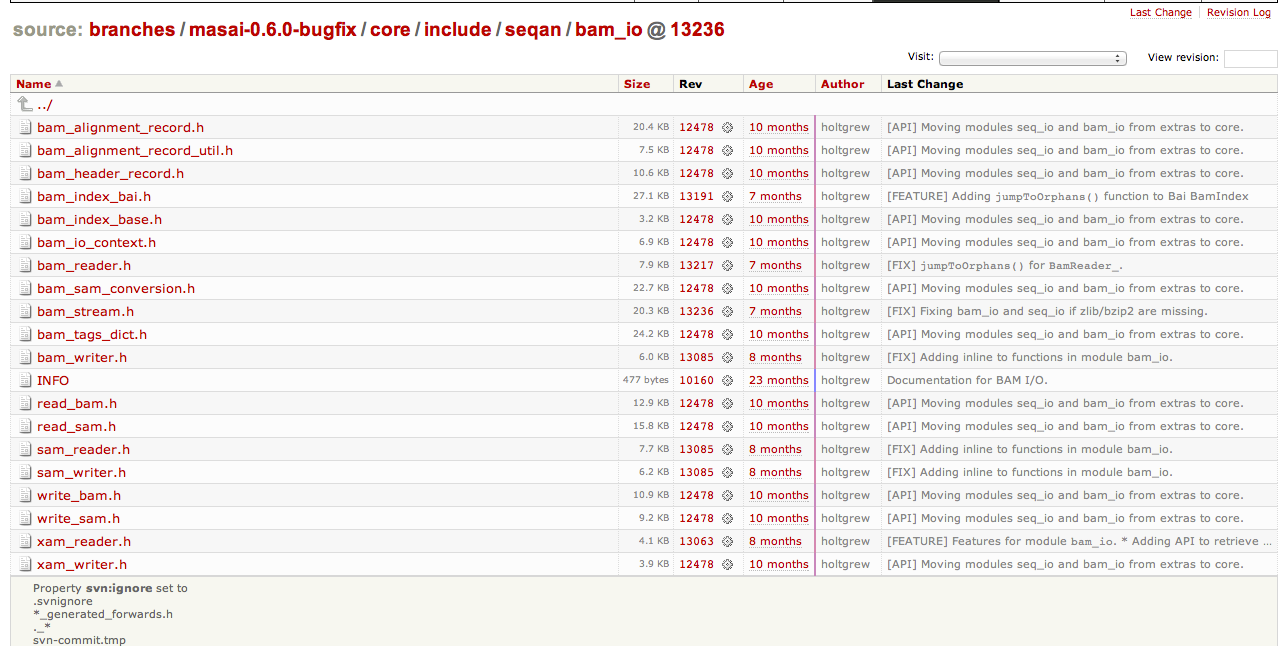 Last Change Revision Log
source: branches / masai-0.6.0-bugfix / core / include / seqan / bam_io @ 13236
Visit: View revision:
Name Size Rev Age Author Last Change
../
bam_alignment_record.h 20.4 KB 12478 10 months holtgrew [API] Moving modules seq_io and bam_io from extras to core.
bam_alignment_record_util.h 7.5 KB 12478 10 months holtgrew [API] Moving modules seq_io and bam_io from extras to core.
bam_header_record.h 10.6 KB 12478 10 months holtgrew [API] Moving modules seq_io and bam_io from extras to core.
bam_index_bai.h 27.1 KB 13191 7 months holtgrew [FEATURE] Adding jumpToOrphans() function to Bai BamIndex
bam_index_base.h 3.2 KB 12478 10 months holtgrew [API] Moving modules seq_io and bam_io from extras to core.
bam_io_context.h 6.9 KB 12478 10 months holtgrew [API] Moving modules seq_io and bam_io from extras to core.
bam_reader.h 7.9 KB 13217 7 months holtgrew [FIX] jumpToOrphans() for BamReader_.
bam_sam_conversion.h 22.7 KB 12478 10 months holtgrew [API] Moving modules seq_io and bam_io from extras to core.
bam_stream.h 20.3 KB 13236 7 months holtgrew [FIX] Fixing bam_io and seq_io if zlib/bzip2 are missing.
bam_tags_dict.h 24.2 KB 12478 10 months holtgrew [API] Moving modules seq_io and bam_io from extras to core.
bam_writer.h 6.0 KB 13085 8 months holtgrew [FIX] Adding inline to functions in module bam_io.
INFO 477 bytes 10160 23 months holtgrew Documentation for BAM I/O.
read_bam.h 12.9 KB 12478 10 months holtgrew [API] Moving modules seq_io and bam_io from extras to core.
read_sam.h 15.8 KB 12478 10 months holtgrew [API] Moving modules seq_io and bam_io from extras to core.
sam_reader.h 7.7 KB 13085 8 months holtgrew [FIX] Adding inline to functions in module bam_io.
sam_writer.h 6.2 KB 13085 8 months holtgrew [FIX] Adding inline to functions in module bam_io.
write_bam.h 10.9 KB 12478 10 months holtgrew [API] Moving modules seq_io and bam_io from extras to core.
write_sam.h 9.2 KB 12478 10 months holtgrew [API] Moving modules seq_io and bam_io from extras to core.
xam_reader.h 4.1 KB 13063 8 months holtgrew [FEATURE] Features for module bam_io. * Adding API to retrieve ...
xam_writer.h 3.9 KB 12478 10 months holtgrew [API] Moving modules seq_io and bam_io from extras to core.
Property svn:ignore set to
.svnignore
*_generated_forwards.h
._*
svn-commit.tmp